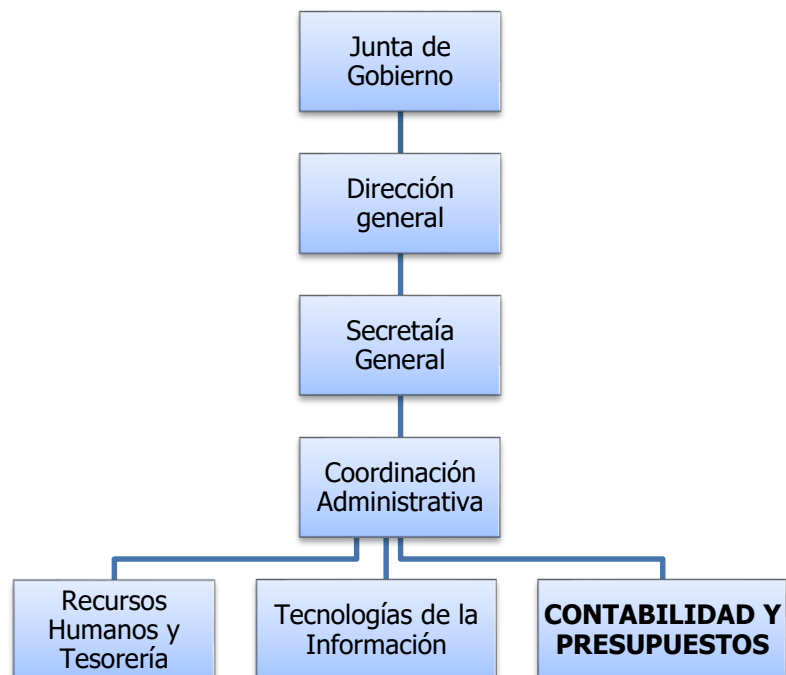 Junta de
Gobierno
Dirección
general
Secretaía
General
Coordinación
Administrativa
Recursos
Humanos y
Tesorería
Tecnologías de la
Información
CONTABILIDAD Y
PRESUPUESTOS